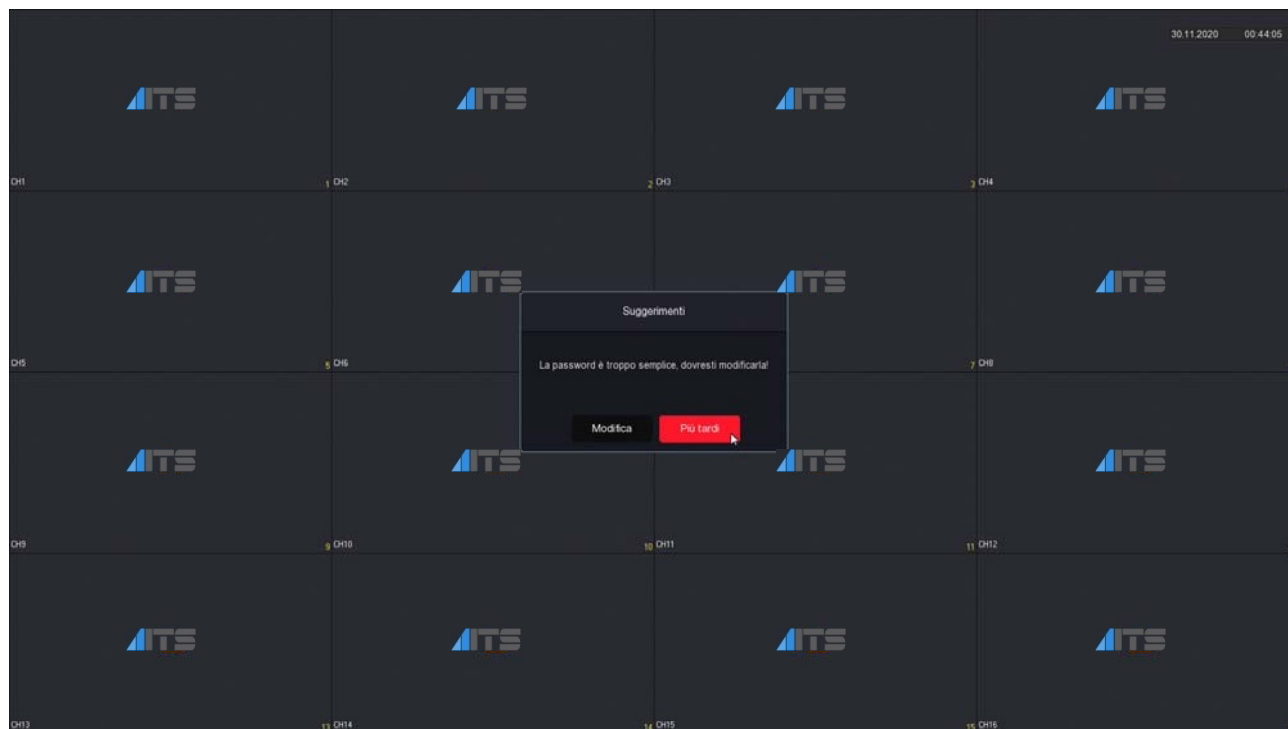 30.11.2020 00:44:05
ITS ITS ITS ITS
CH1 1 CH2 2 CH3 3 CH4
ITS ITS ITS ITS
Suggerimenti
La password è troppo semplice, dovresti modificarla!
CH5 5 CH6 7 CH8
Modifica Più tardi
ITS ITS ITS ITS
CH9 9 CH10 10 CH11 11 CH12
ITS ITS ITS ITS
CH13 13 CH14 14 CH15 15 CH16